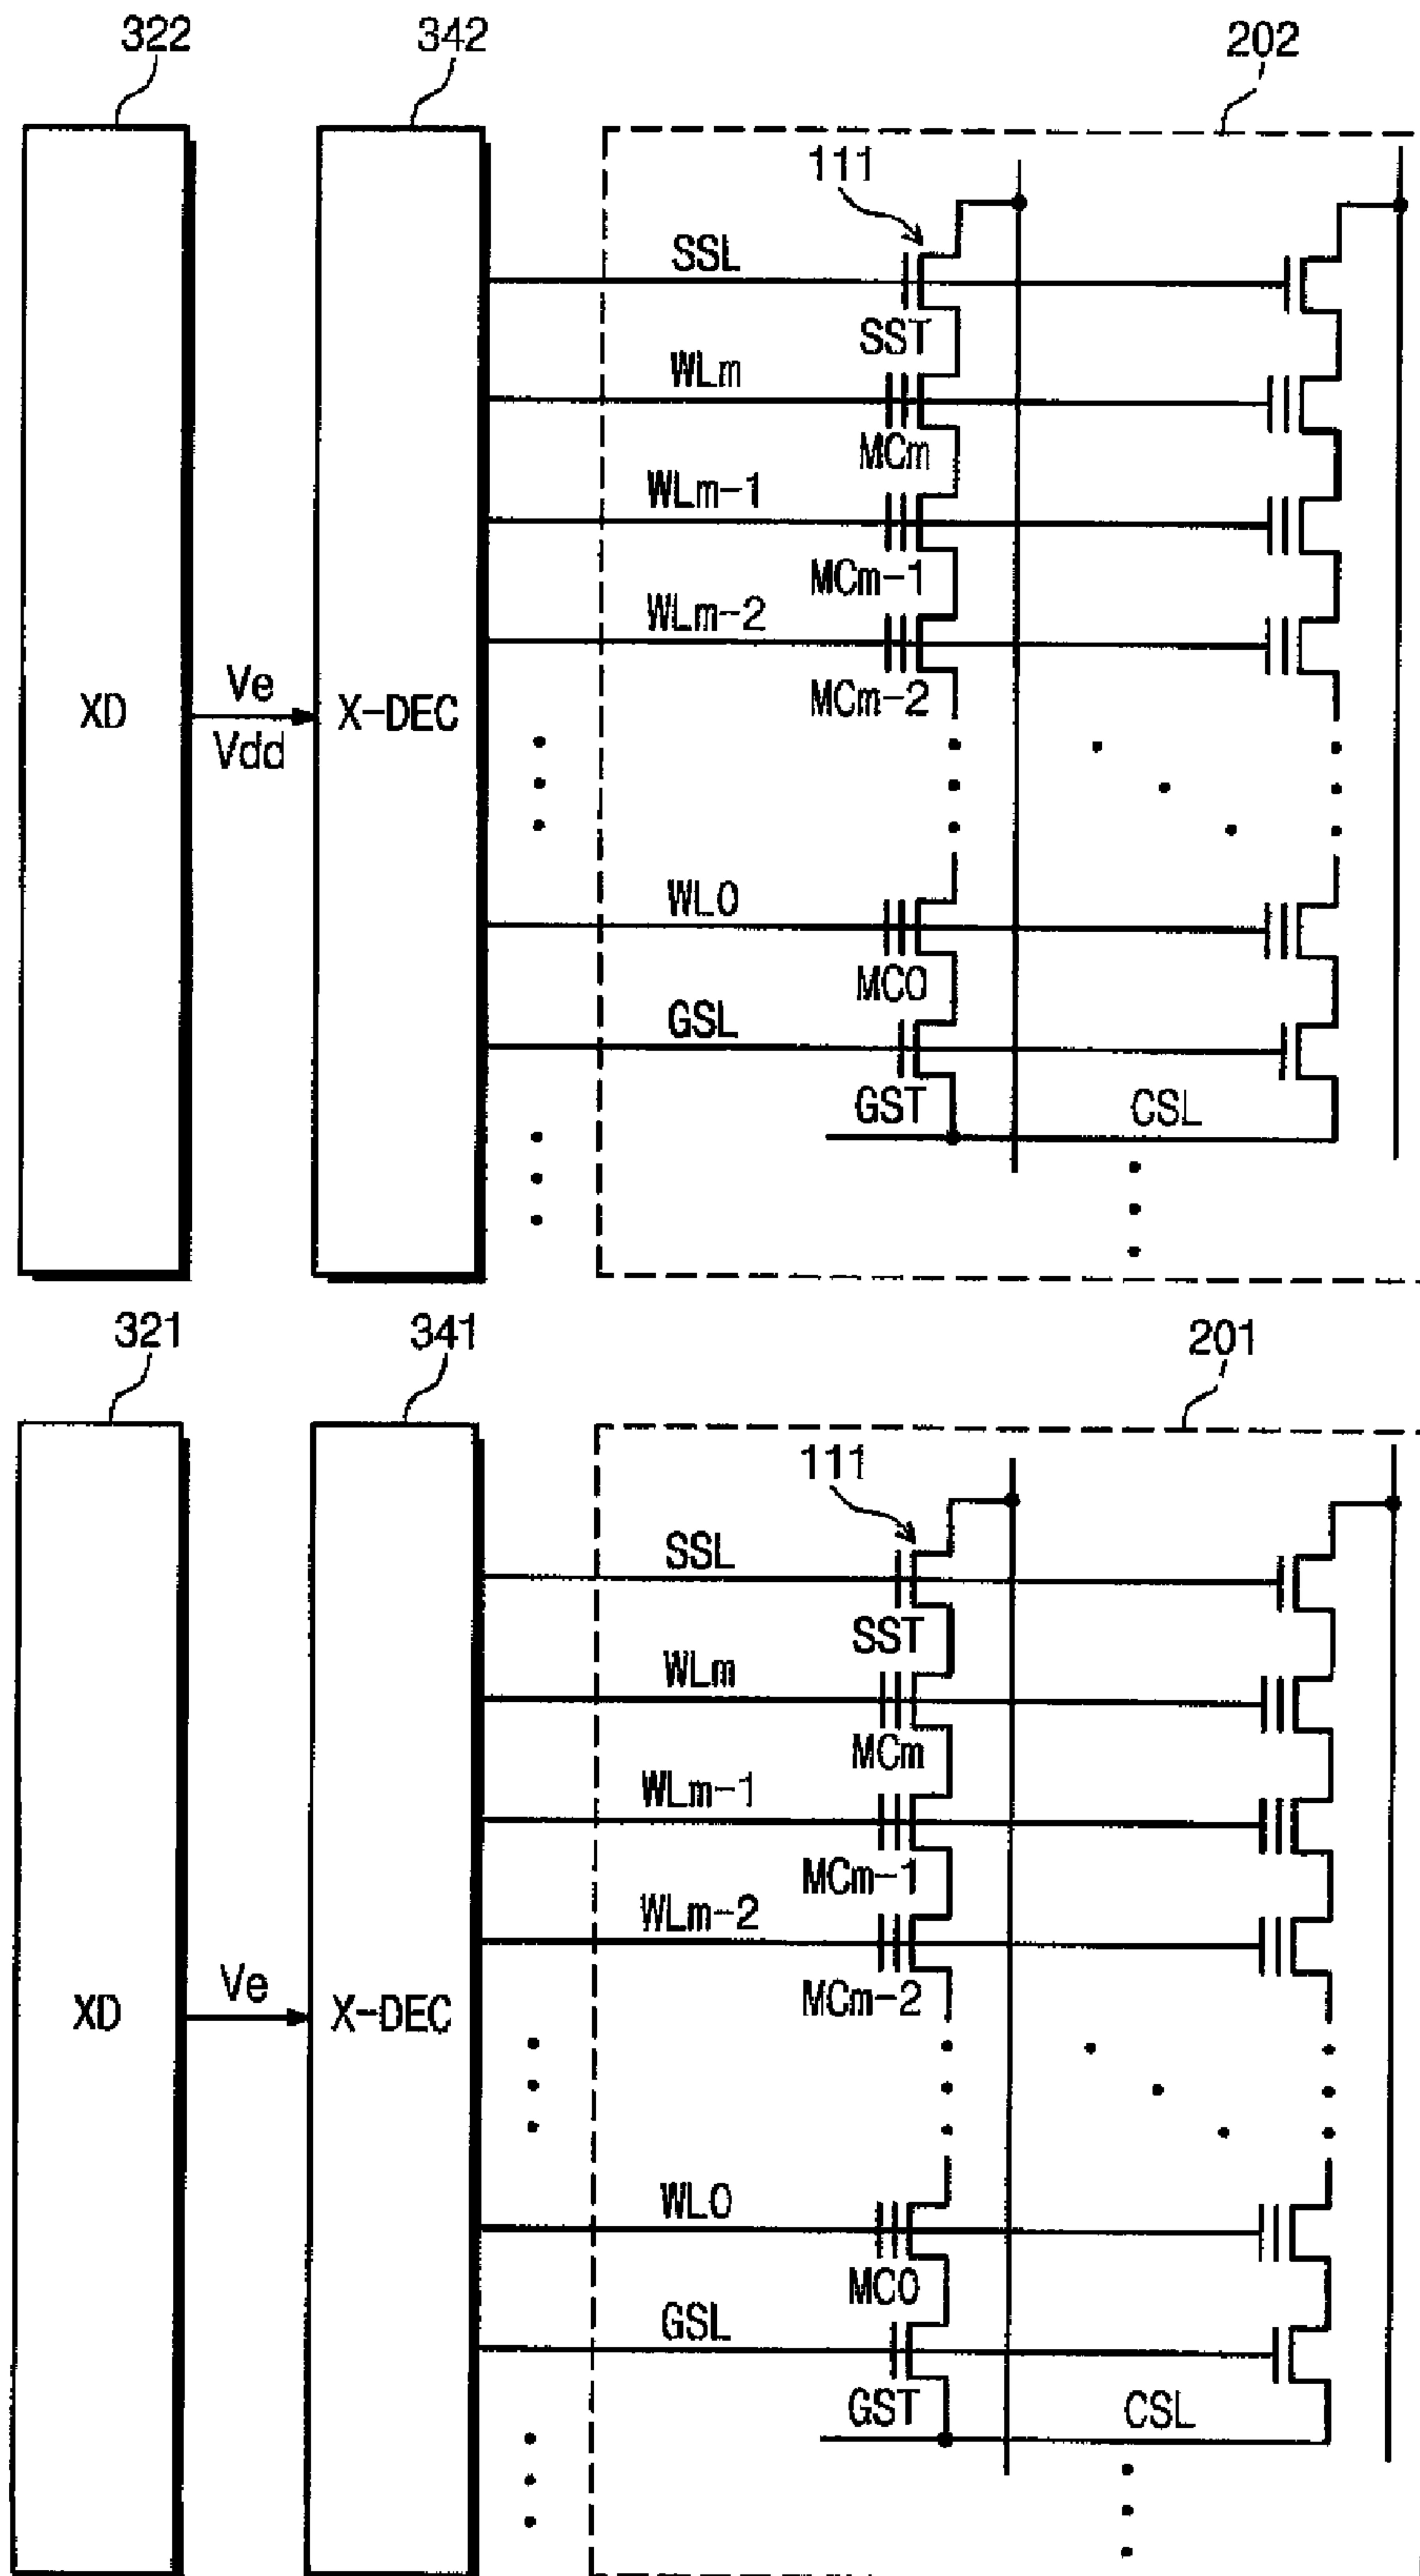 322 342 202
111
SSL
SST
WLm
MCm
WLm-1
MCm-1
WLm-2
MCm-2
XD Ve X-DEC
Vdd
WL0
MC0
GSL
GST CSL
321 341 201
111
SSL
SST
WLm
MCm
WLm-1
MCm-1
WLm-2
MCm-2
XD Ve X-DEC
WL0
MC0
GSL
GST CSL